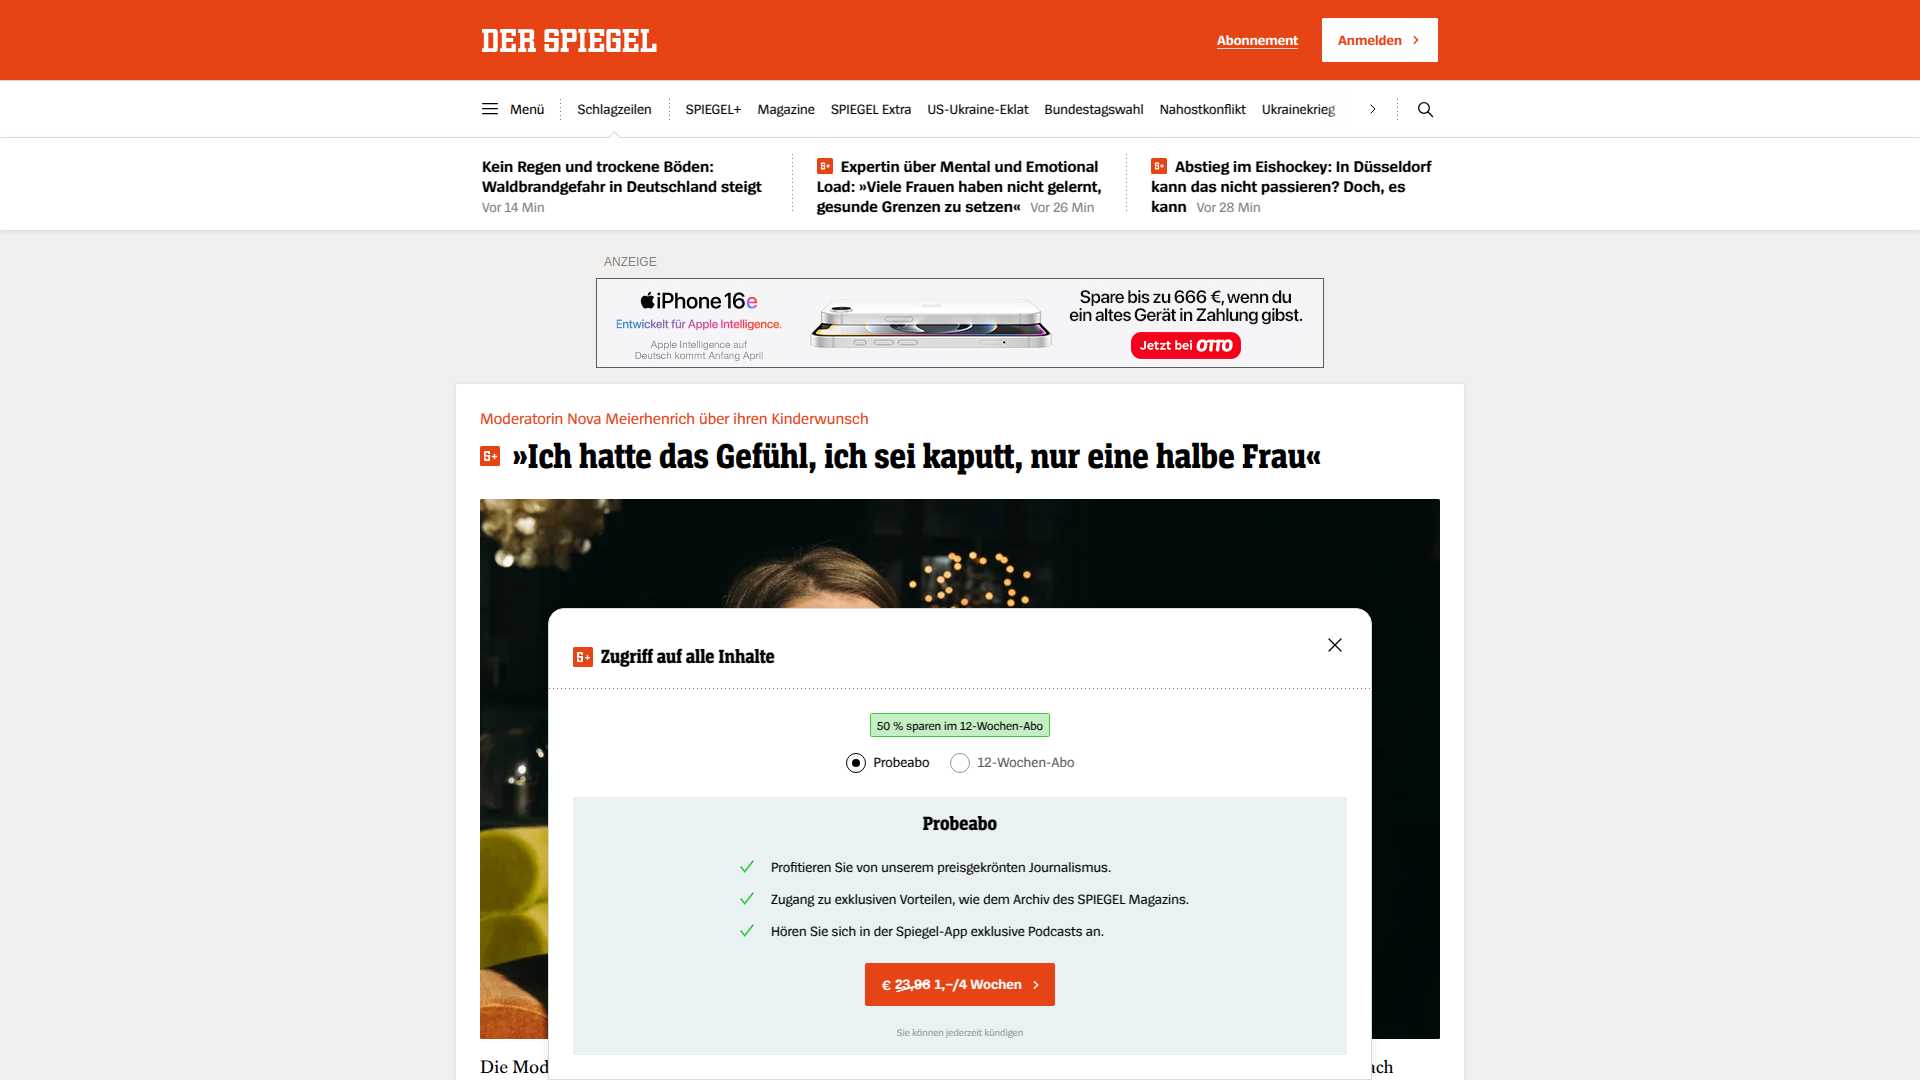 DER SPIEGEL
Abonnement
Anmelden
Menü
Schlagzeilen
SPIEGEL+
Magazine
SPIEGEL Extra
US-Ukraine-Eklat
Bundestagswahl
Nahostkonflikt
Ukrainekrieg
Kein Regen und trockene Böden:
Waldbrandgefahr in Deutschland steigt
Vor 14 Min
S+ Expertin über Mental und Emotional
Load: »Viele Frauen haben nicht gelernt,
gesunde Grenzen zu setzen« Vor 26 Min
S+ Abstieg im Eishockey: In Düsseldorf
kann das nicht passieren? Doch, es
kann Vor 28 Min
ANZEIGE
iPhone 16e
Entwickelt für Apple Intelligence.
Apple Intelligence auf
Deutsch kommt Anfang April
Spare bis zu 666 €, wenn du
ein altes Gerät in Zahlung gibst.
Jetzt bei OTTO
Moderatorin Nova Meierhenrich über ihren Kinderwunsch
S+ »Ich hatte das Gefühl, ich sei kaputt, nur eine halbe Frau«
S+ Zugriff auf alle Inhalte
50 % sparen im 12-Wochen-Abo
Probeabo
12-Wochen-Abo
Probeabo
Profitieren Sie von unserem preisgekrönten Journalismus.
Zugang zu exklusiven Vorteilen, wie dem Archiv des SPIEGEL Magazins.
Hören Sie sich in der Spiegel-App exklusive Podcasts an.
€ 23,96 1,–/4 Wochen
Sie können jederzeit kündigen
Die Mod
ach